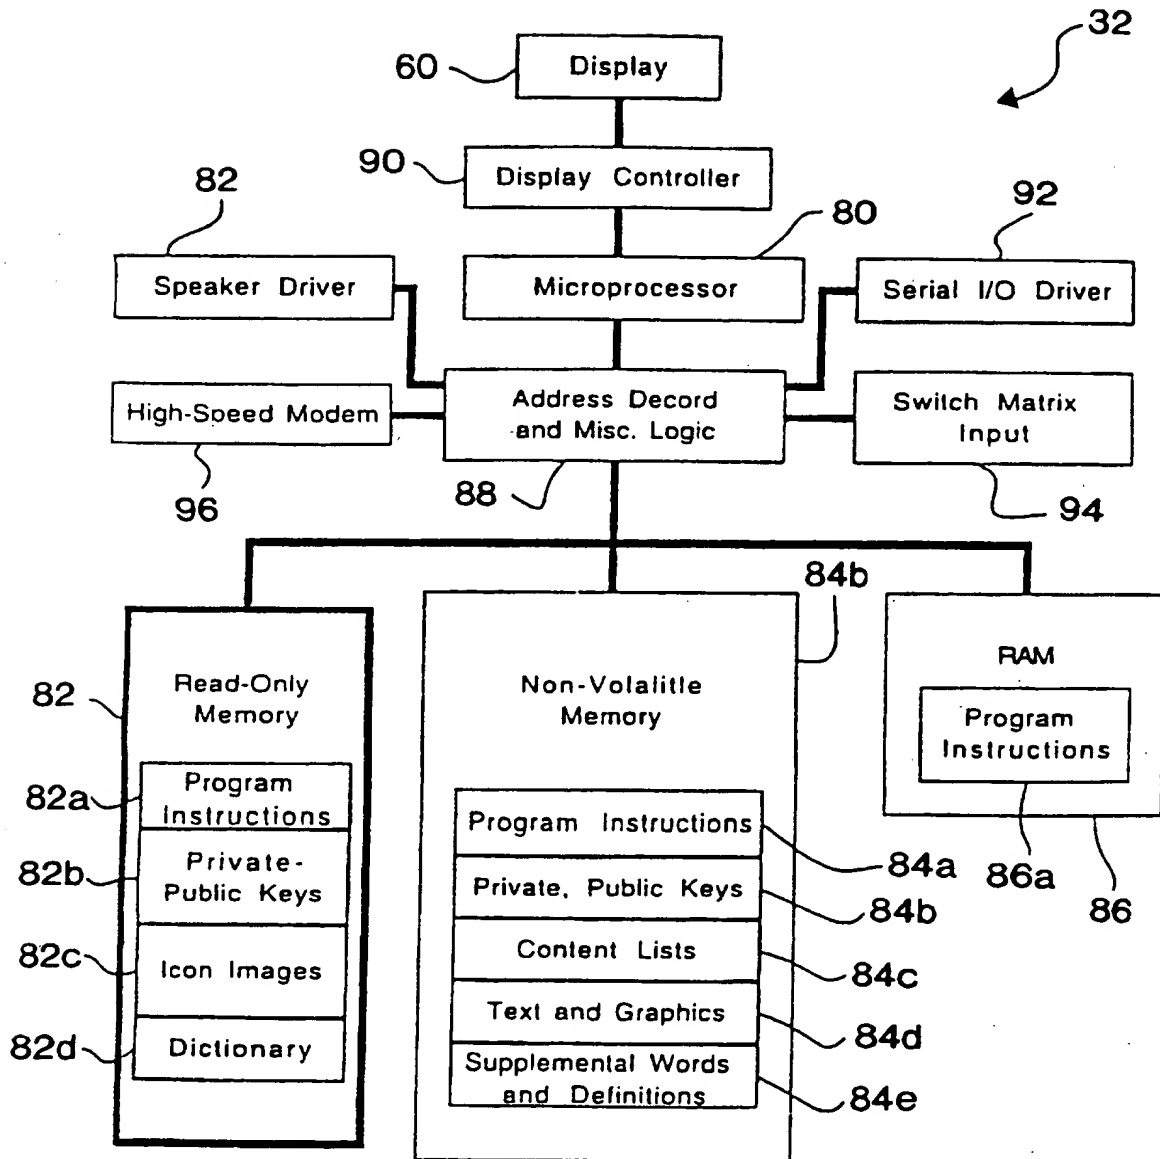 32
60
Display
90
Display Controller
82
80
92
Speaker Driver
Microprocessor
Serial I/O Driver
High-Speed Modem
Address Decord
and Misc. Logic
Switch Matrix
Input
96
88
94
84b
82
Read-Only
Memory
Non-Volalitle
Memory
RAM
Program
Instructions
82a
Program
Instructions
82b
Private-
Public Keys
82c
Icon Images
82d
Dictionary
Program Instructions
84a
Private, Public Keys
84b
Content Lists
84c
Text and Graphics
84d
Supplemental Words
and Definitions
84e
86a
86